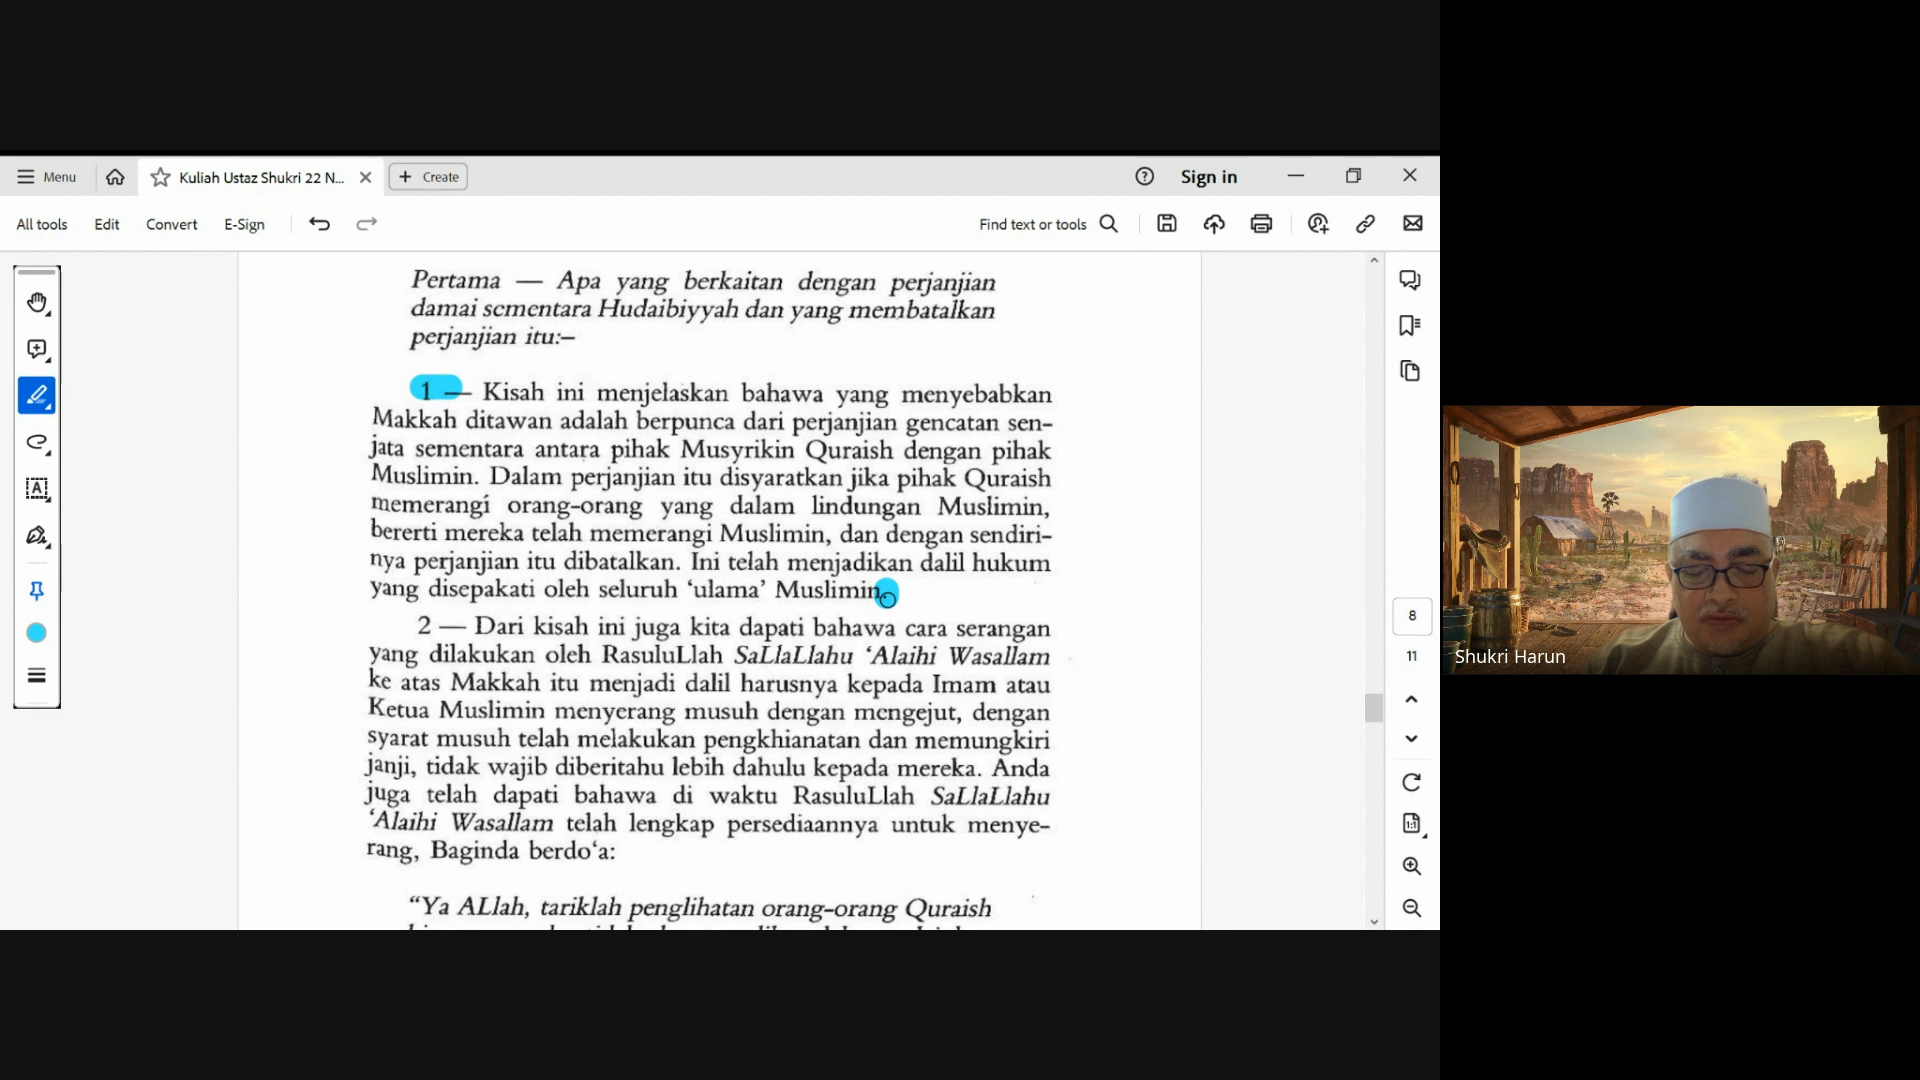 Menu
Kuliah Ustaz Shukri 22 N...
Create
Sign in
All tools
Edit
Convert
E-Sign
Find text or tools
Pertama — Apa yang berkaitan dengan perjanjian
damai sementara Hudaibiyyah dan yang membatalkan
perjanjian itu:–
1 — Kisah ini menjelaskan bahawa yang menyebabkan
Makkah ditawan adalah berpunca dari perjanjian gencatan sen-
jata sementara antara pihak Musyrikin Quraish dengan pihak
Muslimin. Dalam perjanjian itu disyaratkan jika pihak Quraish
memerangi orang-orang yang dalam lindungan Muslimin,
bererti mereka telah memerangi Muslimin, dan dengan sendiri-
nya perjanjian itu dibatalkan. Ini telah menjadikan dalil hukum
yang disepakati oleh seluruh ‘ulama’ Muslimin.
2 — Dari kisah ini juga kita dapati bahawa cara serangan
yang dilakukan oleh RasuluLlah SaLlaLlahu ‘Alaihi Wasallam
ke atas Makkah itu menjadi dalil harusnya kepada Imam atau
Ketua Muslimin menyerang musuh dengan mengejut, dengan
syarat musuh telah melakukan pengkhianatan dan memungkiri
janji, tidak wajib diberitahu lebih dahulu kepada mereka. Anda
juga telah dapati bahawa di waktu RasuluLlah SaLlaLlahu
‘Alaihi Wasallam telah lengkap persediaannya untuk menye-
rang, Baginda berdo‘a:
“Ya ALlah, tariklah penglihatan orang-orang Quraish
8
11
Shukri Harun